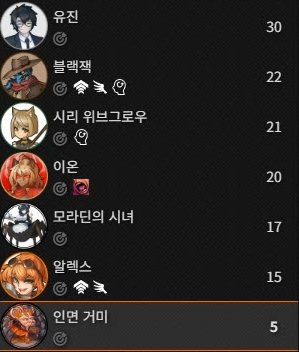 유진 30
블랙잭 22
시리 위브그로우 21
이온 20
모라딘의 시녀 17
알렉스 15
인면 거미 5